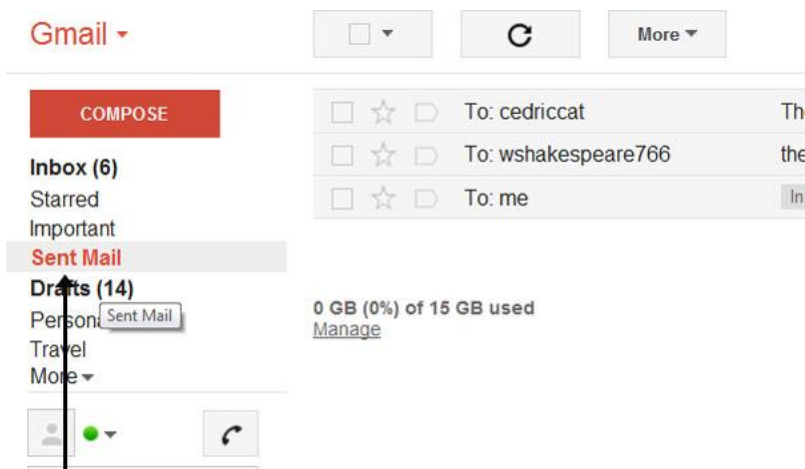 Gmail
More
COMPOSE
To: cedriccat
To: wshakespeare766
To: me
In
Inbox (6)
Starred
Important
Sent Mail
Drafts (14)
Sent Mail
Travel
More
0 GB (0%) of 15 GB used
Manage